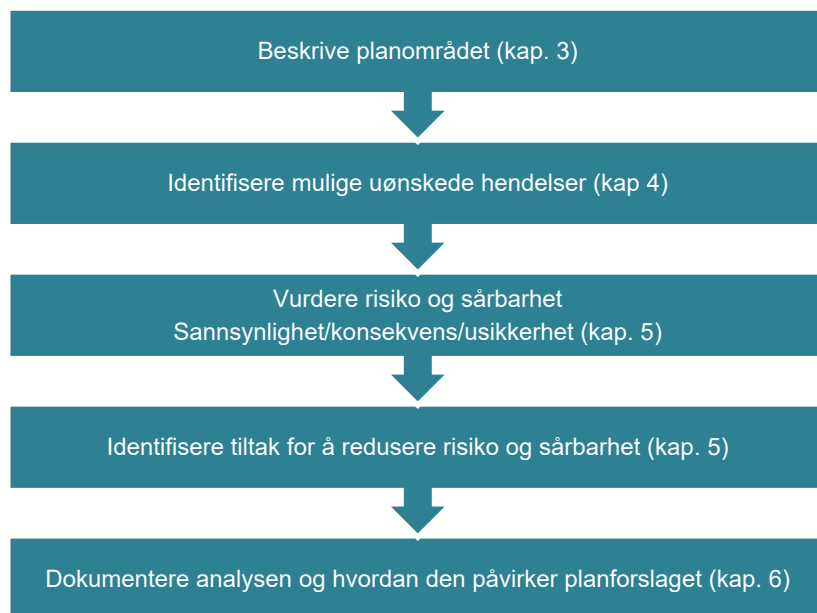 Beskrive planområdet (kap. 3)
Identifisere mulige uønskede hendelser (kap 4)
Vurdere risiko og sårbarhet
Sannsynlighet/konsekvens/usikkerhet (kap. 5)
Identifisere tiltak for å redusere risiko og sårbarhet (kap. 5)
Dokumentere analysen og hvordan den påvirker planforslaget (kap. 6)